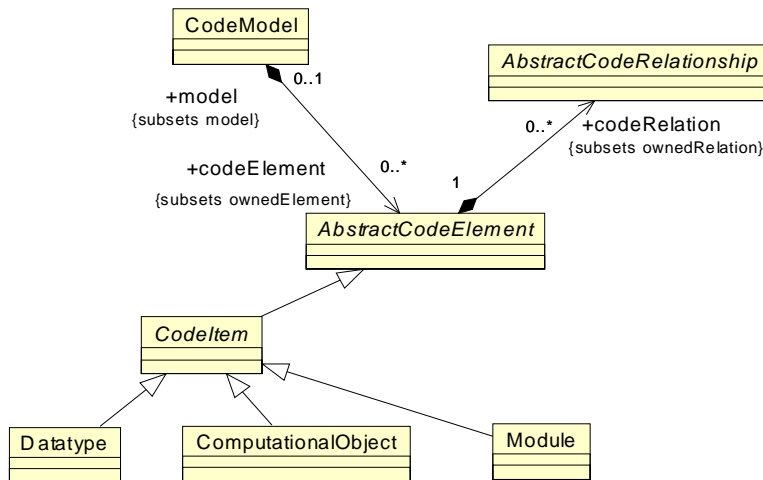 CodeModel
AbstractCodeRelationship
0..1
+model
{subsets model}
0..*
+codeRelation
{subsets ownedRelation}
+codeElement
0..*
{subsets ownedElement}
1
AbstractCodeElement
CodeItem
Datatype
ComputationalObject
Module